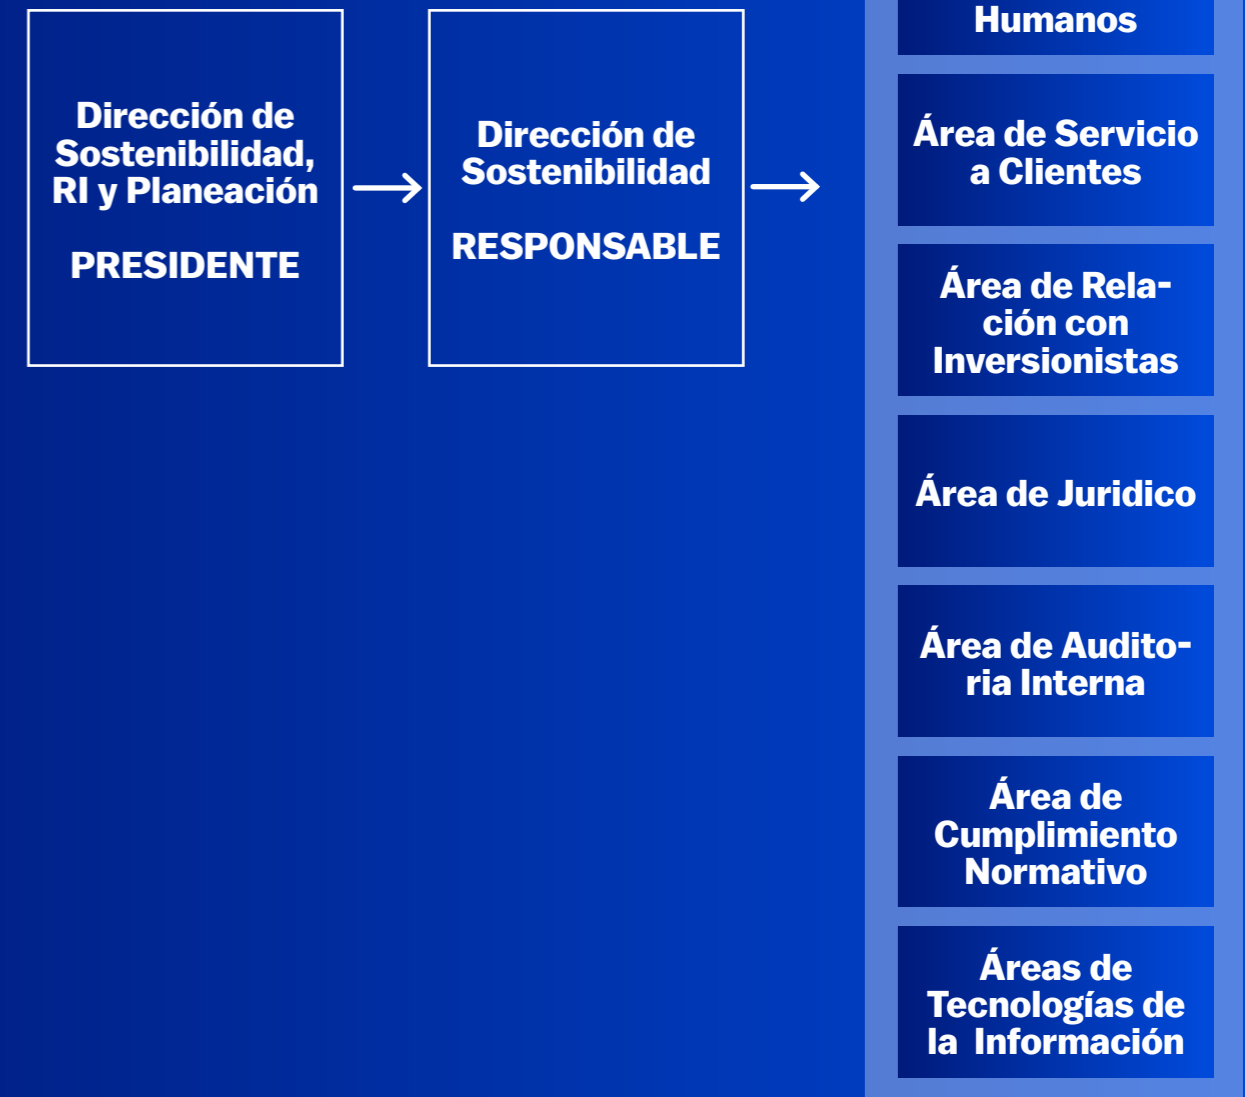 Dirección de
Sostenibilidad,
RI y Planeación
PRESIDENTE
Dirección de
Sostenibilidad
RESPONSABLE
Humanos
Área de Servicio
a Clientes
Área de Rela-
ción con
Inversionistas
Área de Juridico
Área de Audito-
ria Interna
Área de
Cumplimiento
Normativo
Áreas de
Tecnologías de
la Información